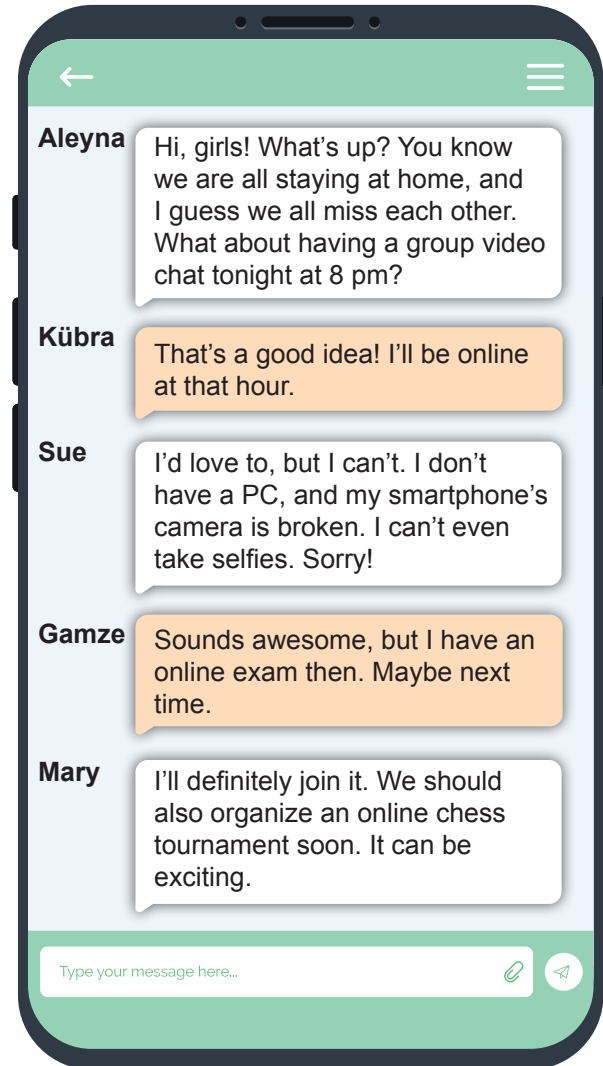 Aleyna
Hi, girls! What’s up? You know
we are all staying at home, and
I guess we all miss each other.
What about having a group video
chat tonight at 8 pm?
Kübra
That’s a good idea! I’ll be online
at that hour.
Sue
I’d love to, but I can’t. I don’t
have a PC, and my smartphone’s
camera is broken. I can’t even
take selfies. Sorry!
Gamze
Sounds awesome, but I have an
online exam then. Maybe next
time.
Mary
I’ll definitely join it. We should
also organize an online chess
tournament soon. It can be
exciting.
Type your message here...